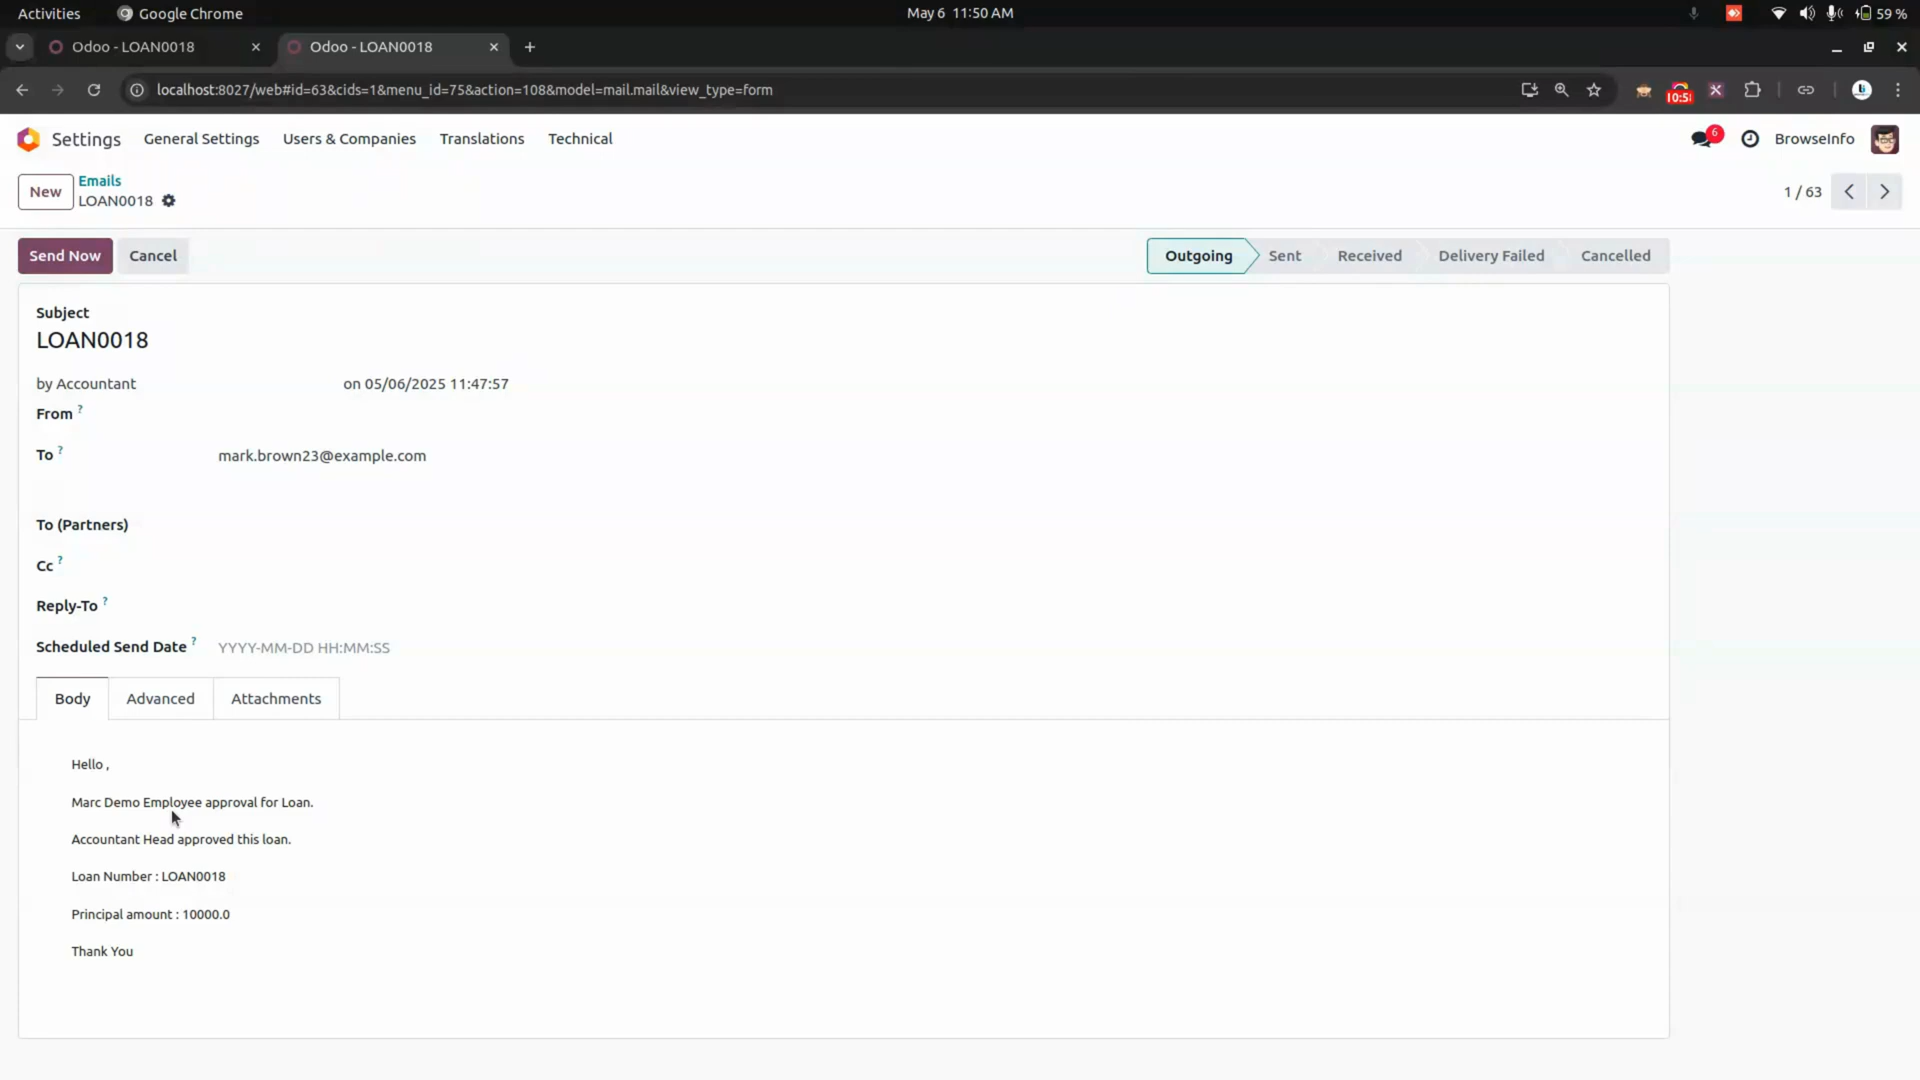 Activities Google Chrome May 6 11:50 AM 59 %
Odoo - LOAN0018 Odoo - LOAN0018
localhost:8027/web#id=63&cids=1&menu_id=75&action=108&model=mail.mail&view_type=form 10:51
Settings General Settings Users & Companies Translations Technical 6 BrowseInfo
New Emails
LOAN0018 1 / 63
Send Now Cancel Outgoing Sent Received Delivery Failed Cancelled
Subject
LOAN0018
by Accountant on 05/06/2025 11:47:57
From ?
To ? mark.brown23@example.com
To (Partners)
Cc ?
Reply-To ?
Scheduled Send Date ? YYYY-MM-DD HH:MM:SS
Body Advanced Attachments
Hello ,
Marc Demo Employee approval for Loan.
Accountant Head approved this loan.
Loan Number : LOAN0018
Principal amount : 10000.0
Thank You